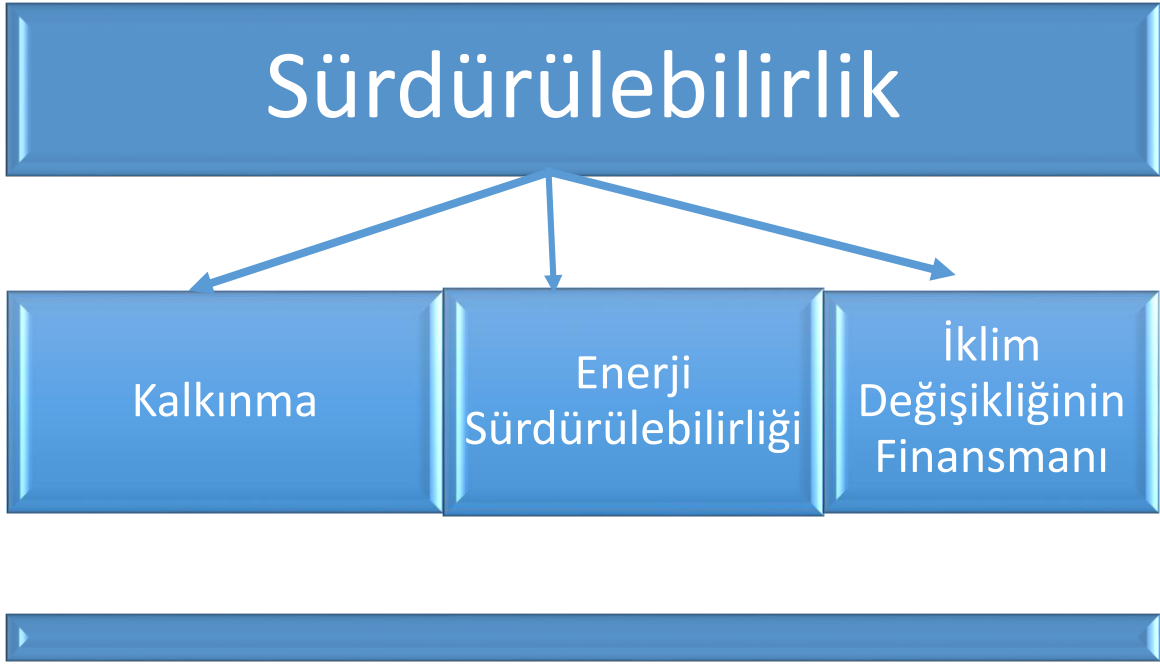 Sürdürülebilirlik
Kalkınma
Enerji
Sürdürülebilirliği
İklim
Değişikliğinin
Finansmanı